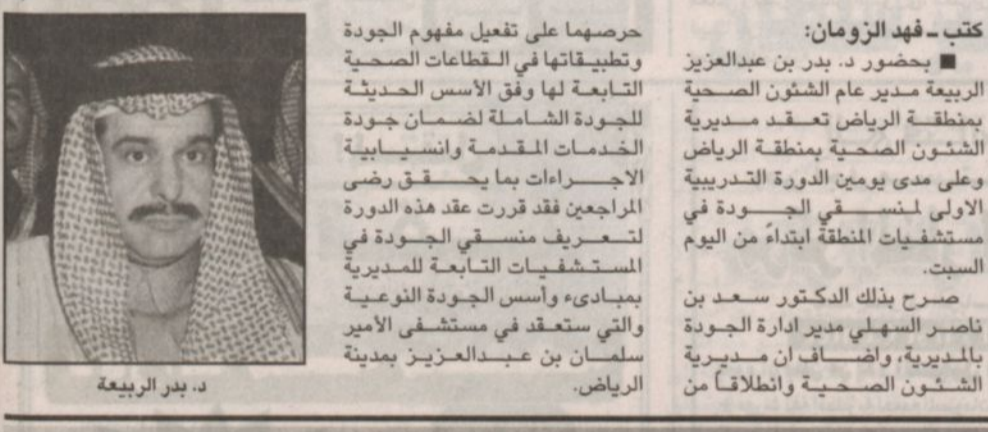 كتب ـ فهد الزومان:
■ بحضور د. بدر بن عبدالعزيز
الربيعة مدير عام الشئون الصحية
بمنطقة الرياض تعقد مديرية
الشئون الصحية بمنطقة الرياض
وعلى مدى يومين الدورة التدريبية
الاولى لمنسقي الجودة في
مستشفيات المنطقة ابتداءً من اليوم
السبت.
صرح بذلك الدكتور سعد بن
ناصر السهلي مدير ادارة الجودة
بالمديرية، واضاف ان مديرية
الشئون الصحية وانطلاقاً من
حرصهما على تفعيل مفهوم الجودة
وتطبيقاتها في القطاعات الصحية
التابعة لها وفق الأسس الحديثة
للجودة الشاملة لضمان جودة
الخدمات المقدمة وانسيابية
الاجراءات بما يحقق رضى
المراجعين فقد قررت عقد هذه الدورة
لتعريف منسقي الجودة في
المستشفيات التابعة للمديرية
بمبادىء وأسس الجودة النوعية
والتي ستعقد في مستشفى الأمير
سلمان بن عبدالعزيز بمدينة
الرياض.
د. بدر الربيعة